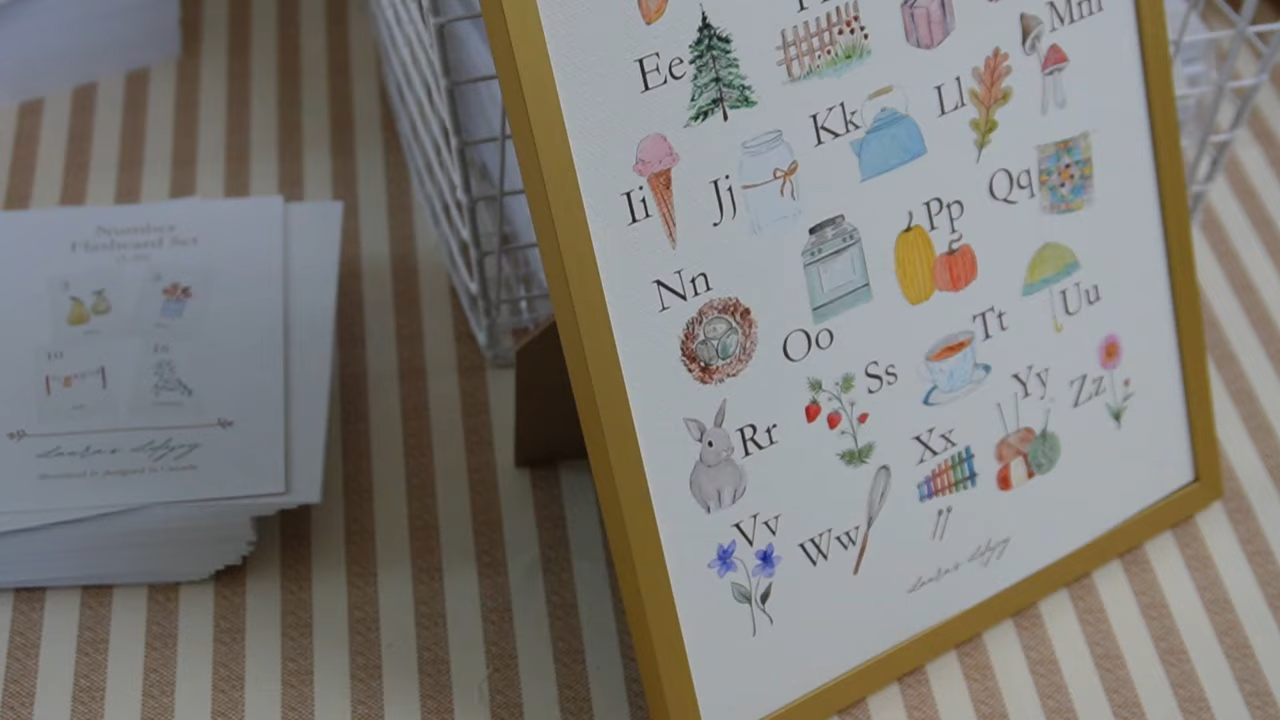 Number
Flashcard Set
10
Ee
Mm
Kk
Ll
Ii
Jj
Qq
Pp
Nn
Oo
Tt
Uu
Ss
Rr
Yy
Zz
Xx
Vv
Ww